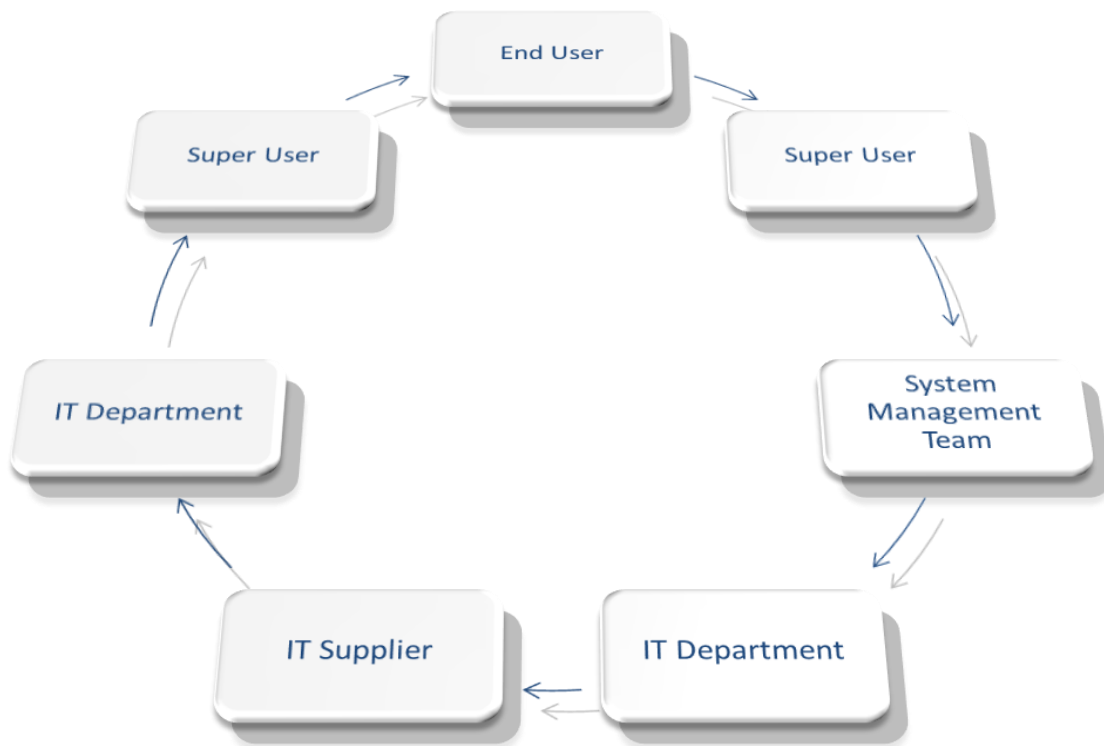 End User
Super User
System
Management
Team
IT Department
IT Supplier
IT Department
Super User